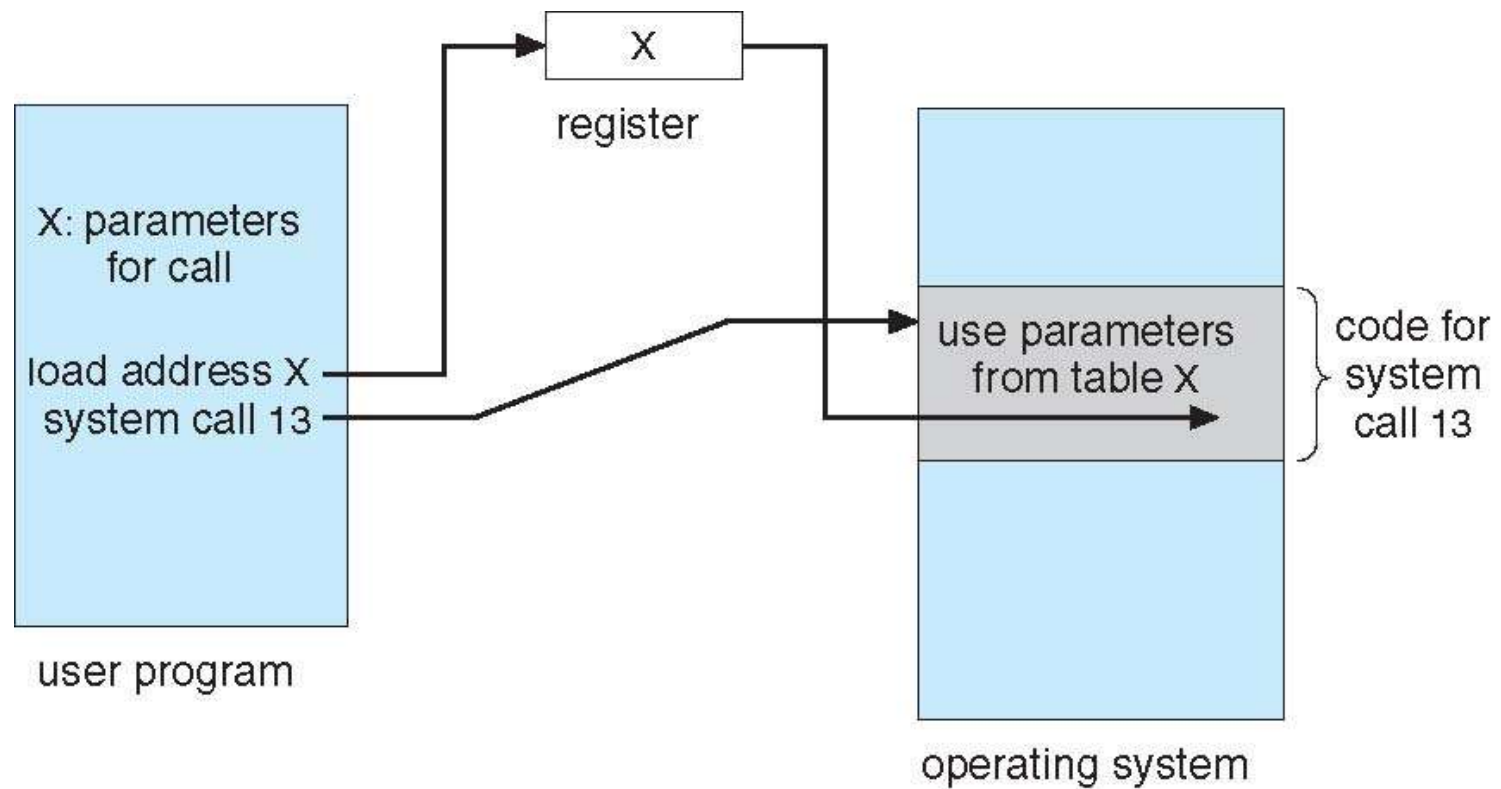 X
register
X: parameters
for call
load address X
system call 13
user program
use parameters
from table X
code for
system
call 13
operating system